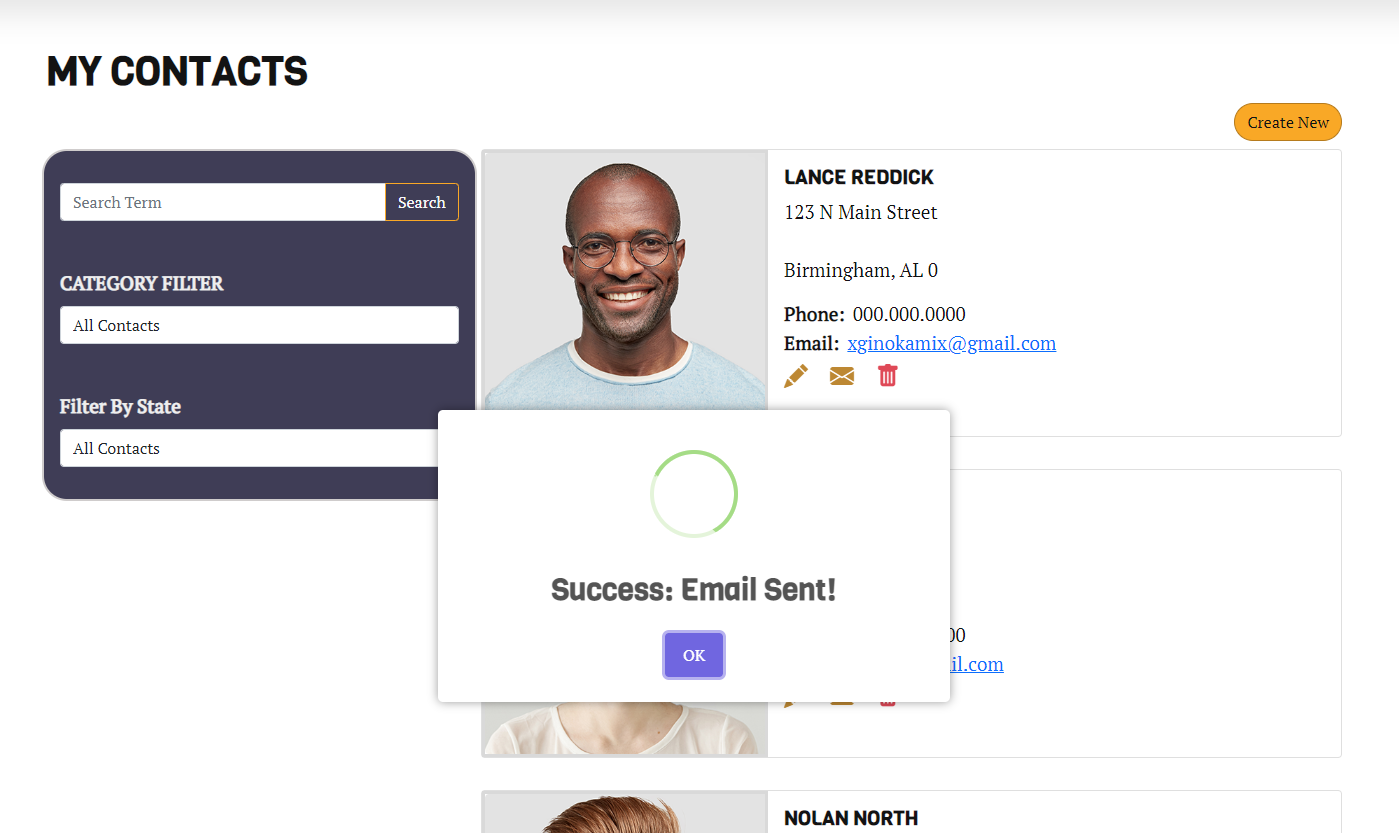 MY CONTACTS
Create New
Search Term
Search
CATEGORY FILTER
All Contacts
Filter By State
All Contacts
LANCE REDDICK
123 N Main Street
Birmingham, AL 0
Phone: 000.000.0000
Email: xginokamix@gmail.com
Success: Email Sent!
OK
00
il.com
NOLAN NORTH